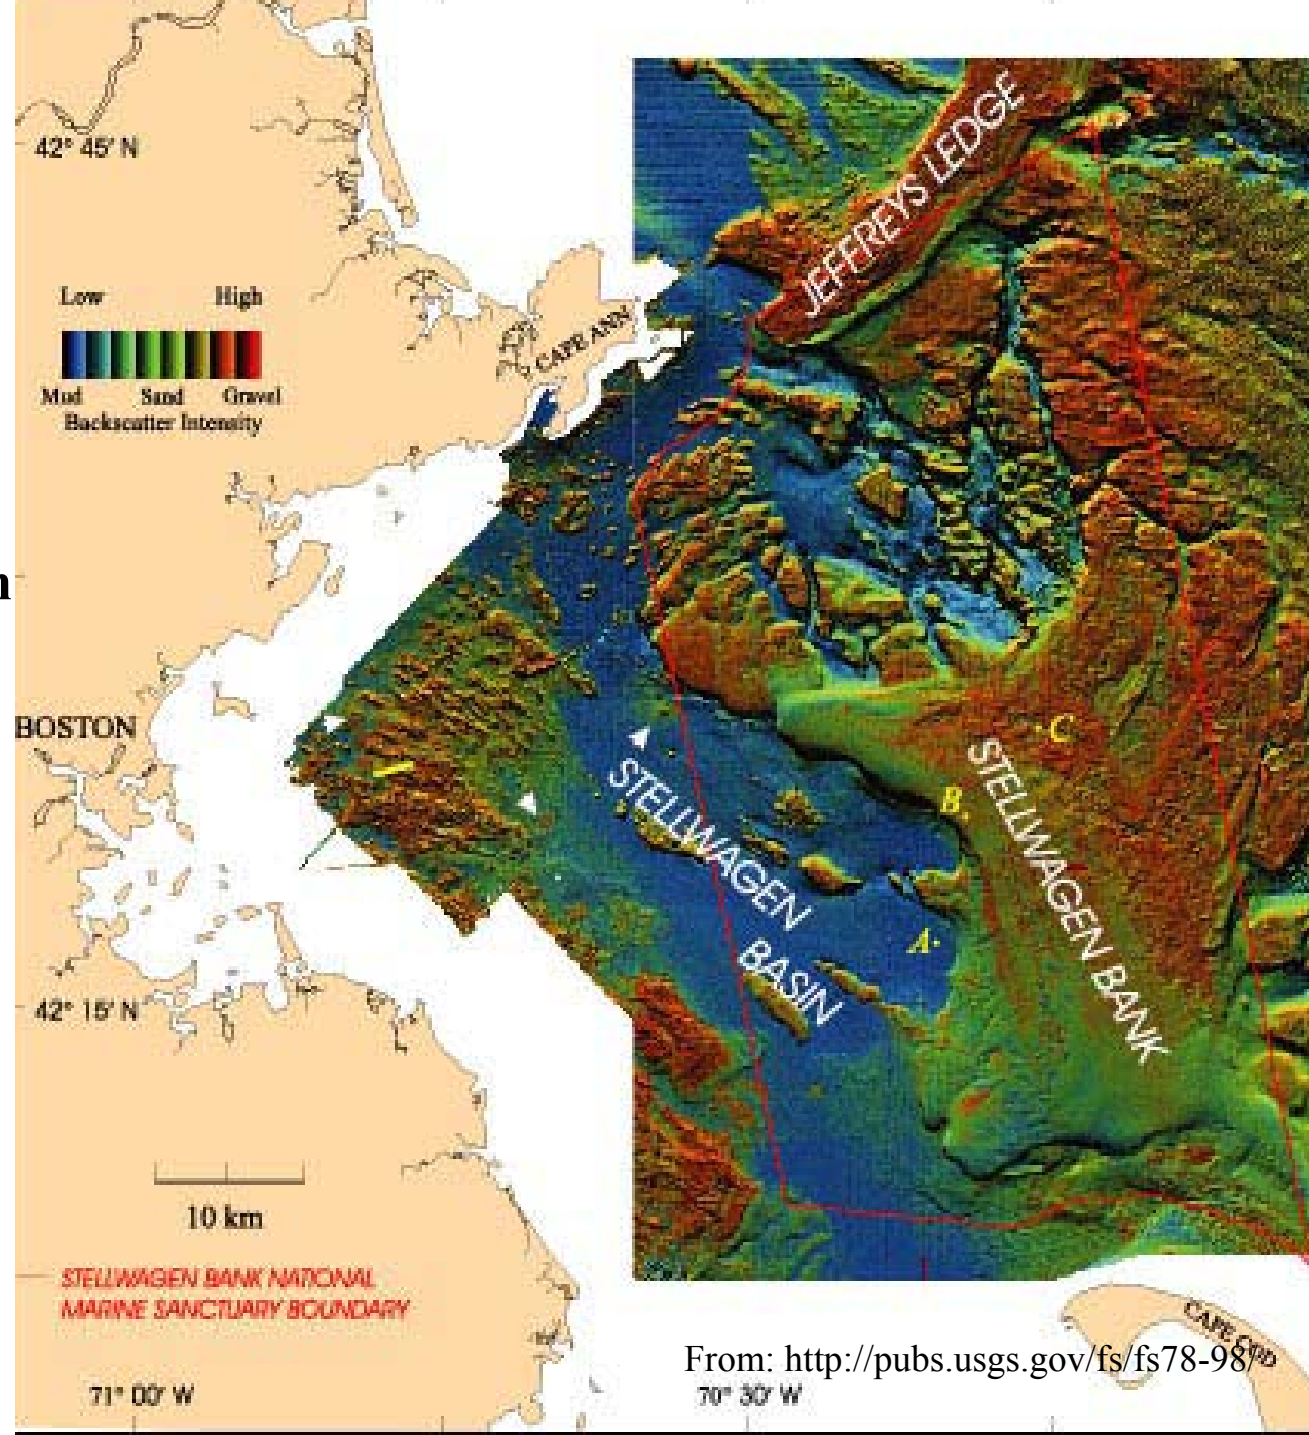 JEFFREYS LEDGE
42° 45' N
Low High
CAPE ANN
Mud Sand Gravel
Backscatter Intensity
n
BOSTON
C
STELLWAGEN BANK
B
STELLWAGEN
BASIN
A
42° 15' N
10 km
STELLWAGEN BANK NATIONAL
MARINE SANCTUARY BOUNDARY
CAPE COD
From: http://pubs.usgs.gov/fs/fs78-98/
71° 00' W 70° 30' W